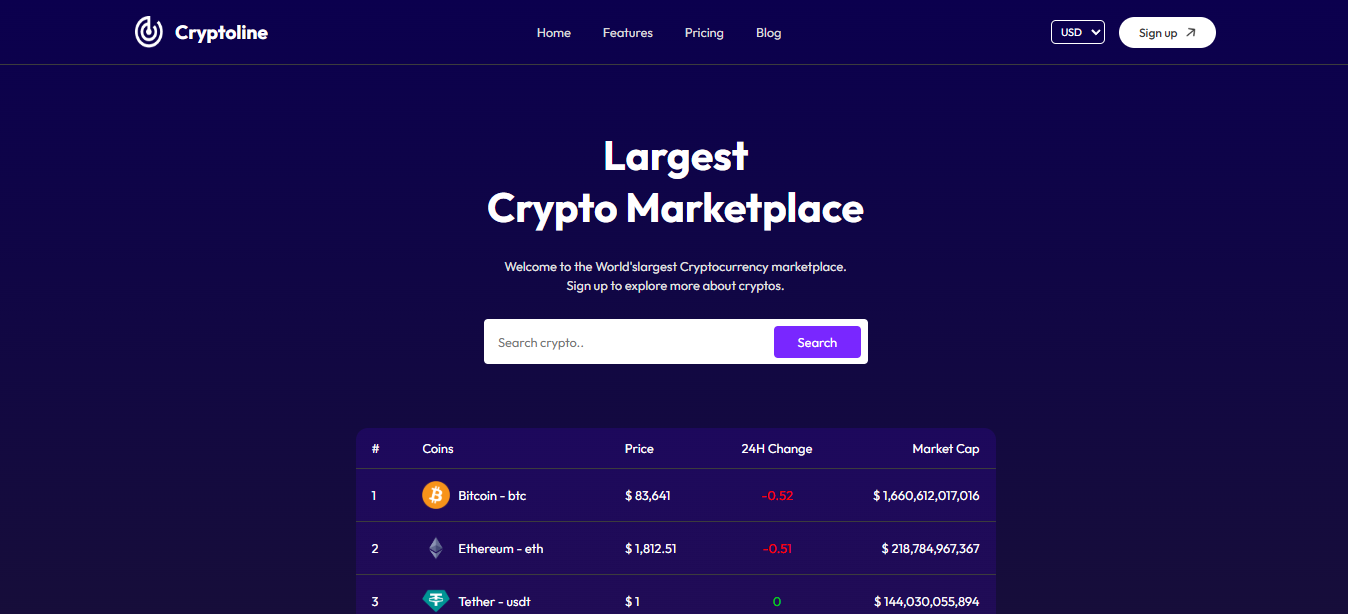 Cryptoline
Home Features Pricing Blog
USD
Sign up
Largest
Crypto Marketplace
Welcome to the World'slargest Cryptocurrency marketplace.
Sign up to explore more about cryptos.
Search crypto..
Search
# Coins Price 24H Change Market Cap
1 Bitcoin - btc $ 83,641 -0.52 $ 1,660,612,017,016
2 Ethereum - eth $ 1,812.51 -0.51 $ 218,784,967,367
3 Tether - usdt $ 1 0 $ 144,030,055,894